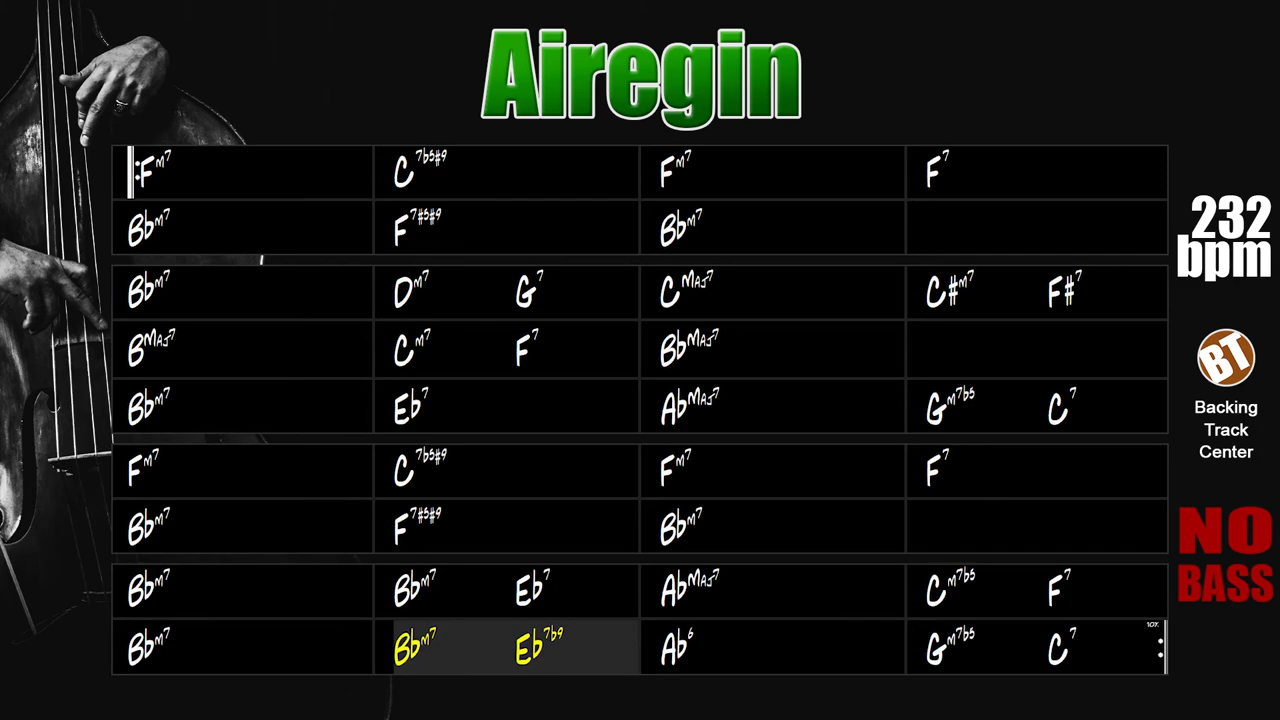 Airegin
Fm7 C7b5#9 Fm7 F7
Bbm7 F7#5#9 Bbm7
Bbm7 Dm7 G7 CMAJ7 C#m7 F#7
BMAJ7 Cm7 F7 BbMAJ7
Bbm7 Eb7 AbMAJ7 Gm7b5 C7
Fm7 C7b5#9 Fm7 F7
Bbm7 F7#5#9 Bbm7
Bbm7 Bbm7 Eb7 AbMAJ7 Cm7b5 F7
Bbm7 Bbm7 Eb7b9 Ab6 Gm7b5 C7
10X
232
bpm
BT
Backing
Track
Center
NO
BASS